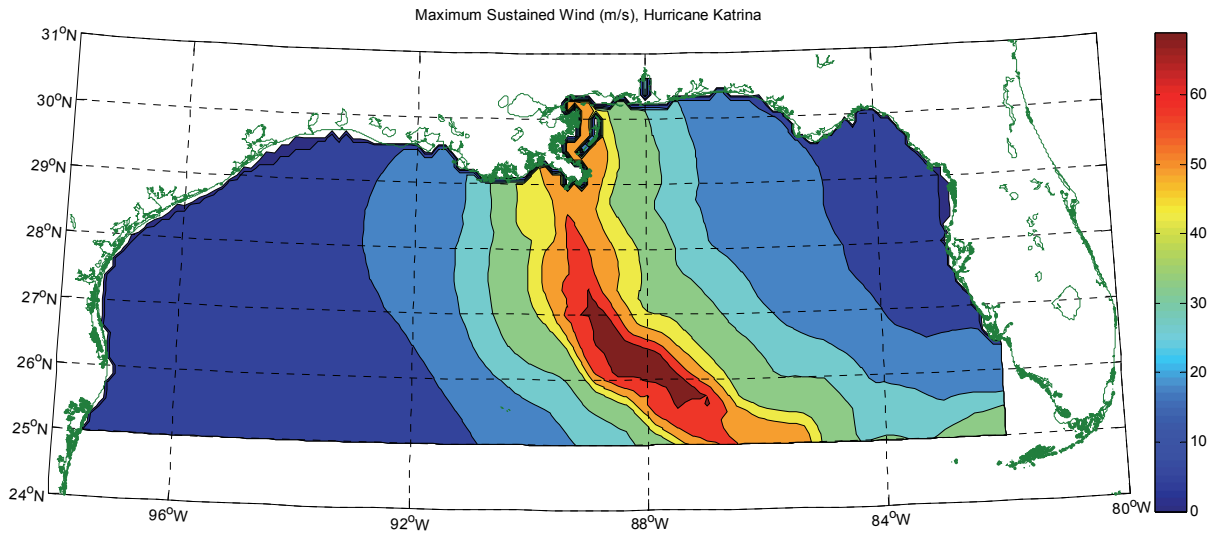 Maximum Sustained Wind (m/s), Hurricane Katrina
31°N
30°N
29°N
28°N
27°N
26°N
25°N
24°N
96°W
92°W
88°W
84°W
80°W
60
50
40
30
20
10
0